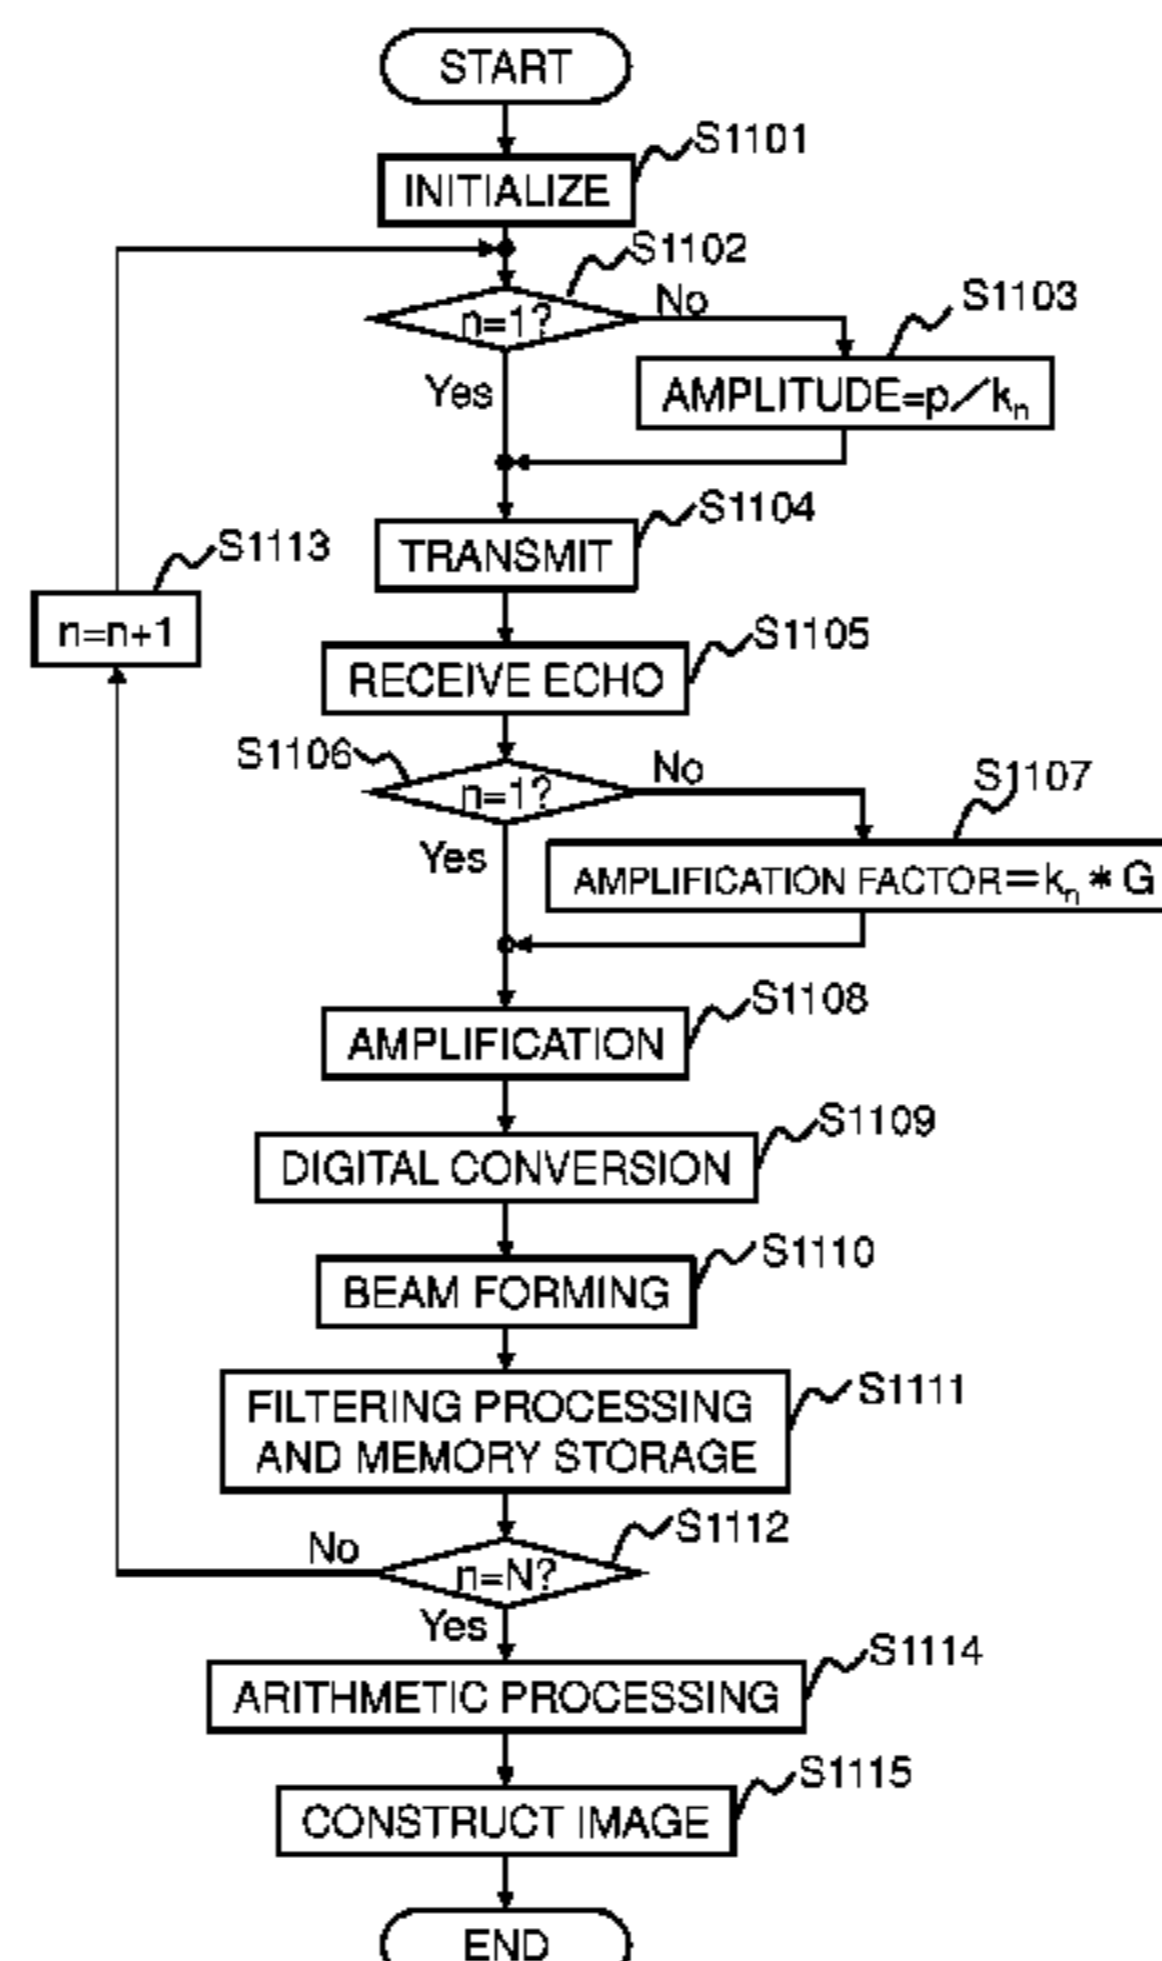 START
S1101
INITIALIZE
S1102
n=1?
No
S1103
Yes
AMPLITUDE=p/kn
S1104
TRANSMIT
S1113
n=n+1
S1105
RECEIVE ECHO
S1106
n=1?
No
S1107
Yes
AMPLIFICATION FACTOR=kn*G
S1108
AMPLIFICATION
S1109
DIGITAL CONVERSION
S1110
BEAM FORMING
S1111
FILTERING PROCESSING
AND MEMORY STORAGE
S1112
No
n=N?
Yes
S1114
ARITHMETIC PROCESSING
S1115
CONSTRUCT IMAGE
END